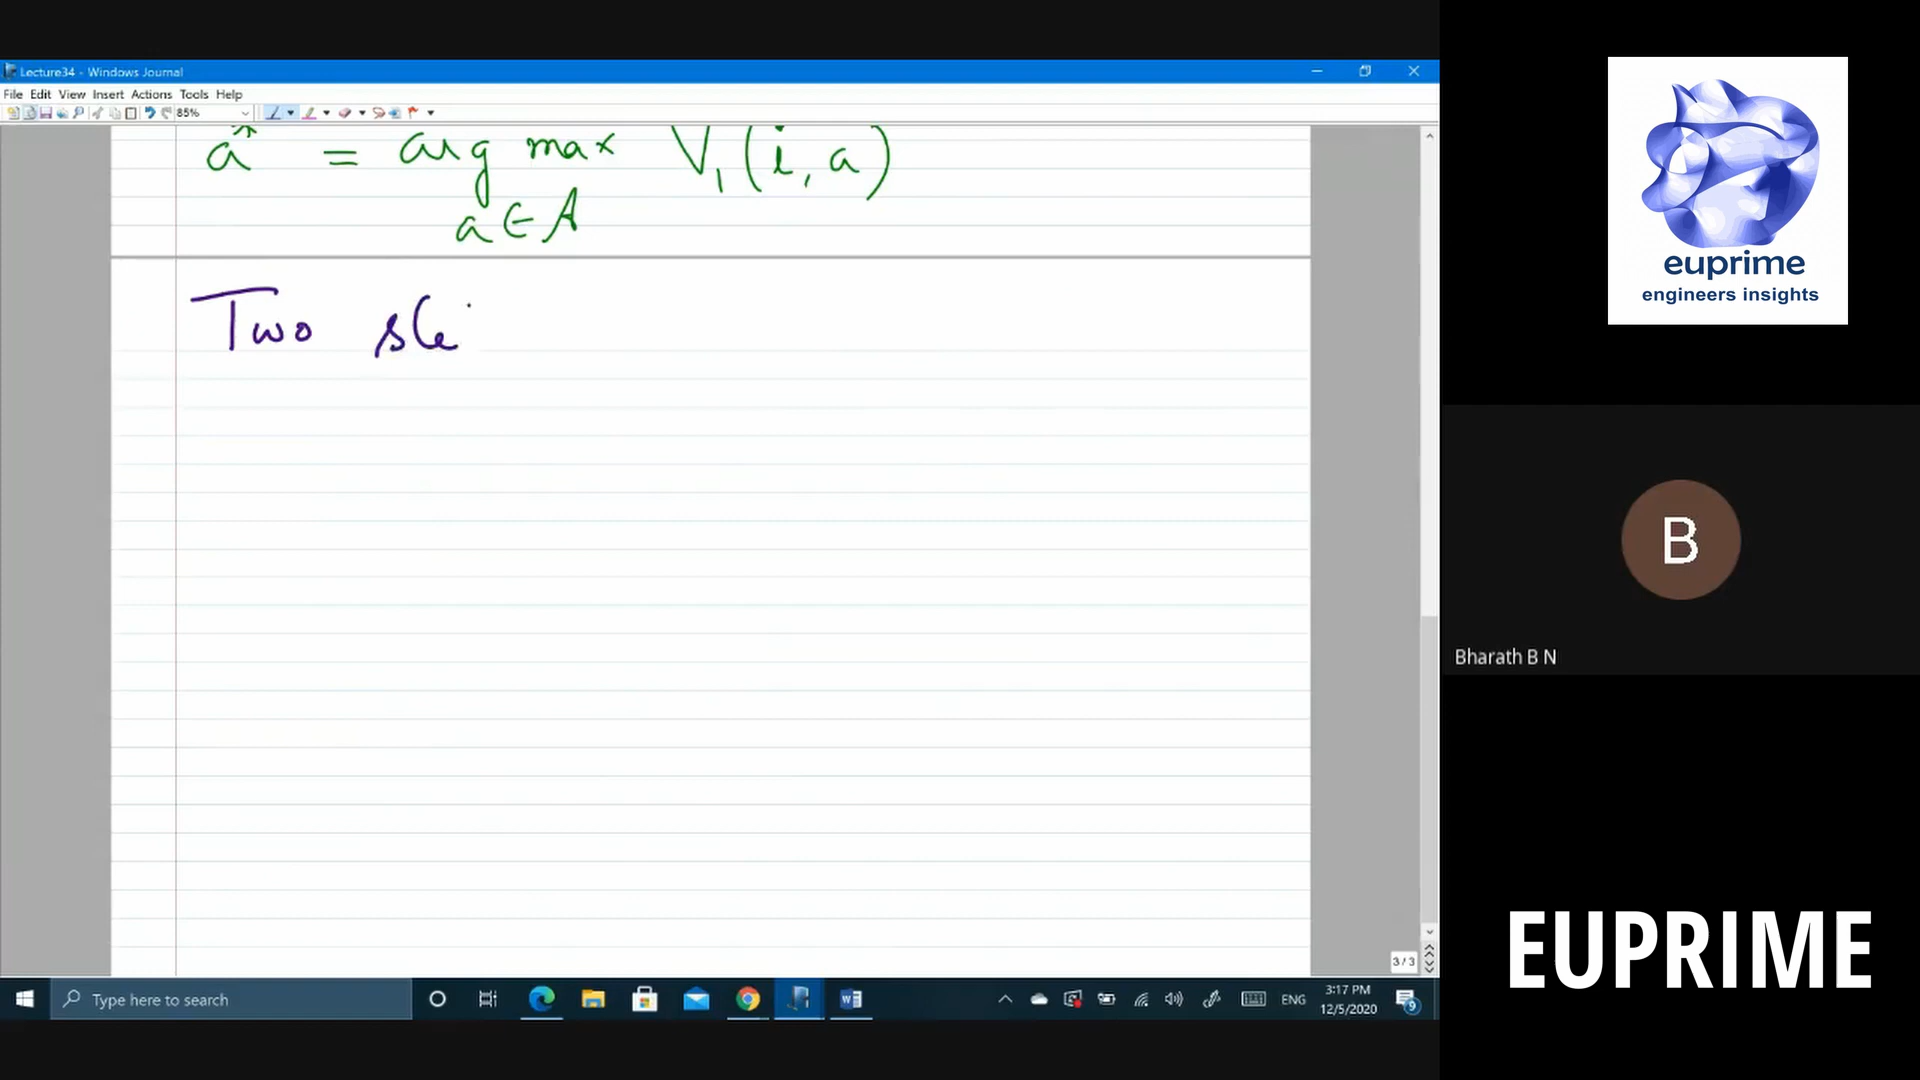 Lecture34 - Windows Journal
File Edit View Insert Actions Tools Help
85%
a* = arg max V₁(i, a)
a ∈ A
Two
3 / 3
Type here to search
ENG
3:17 PM
12/5/2020
9
euprime
engineers insights
B
Bharath B N
EUPRIME